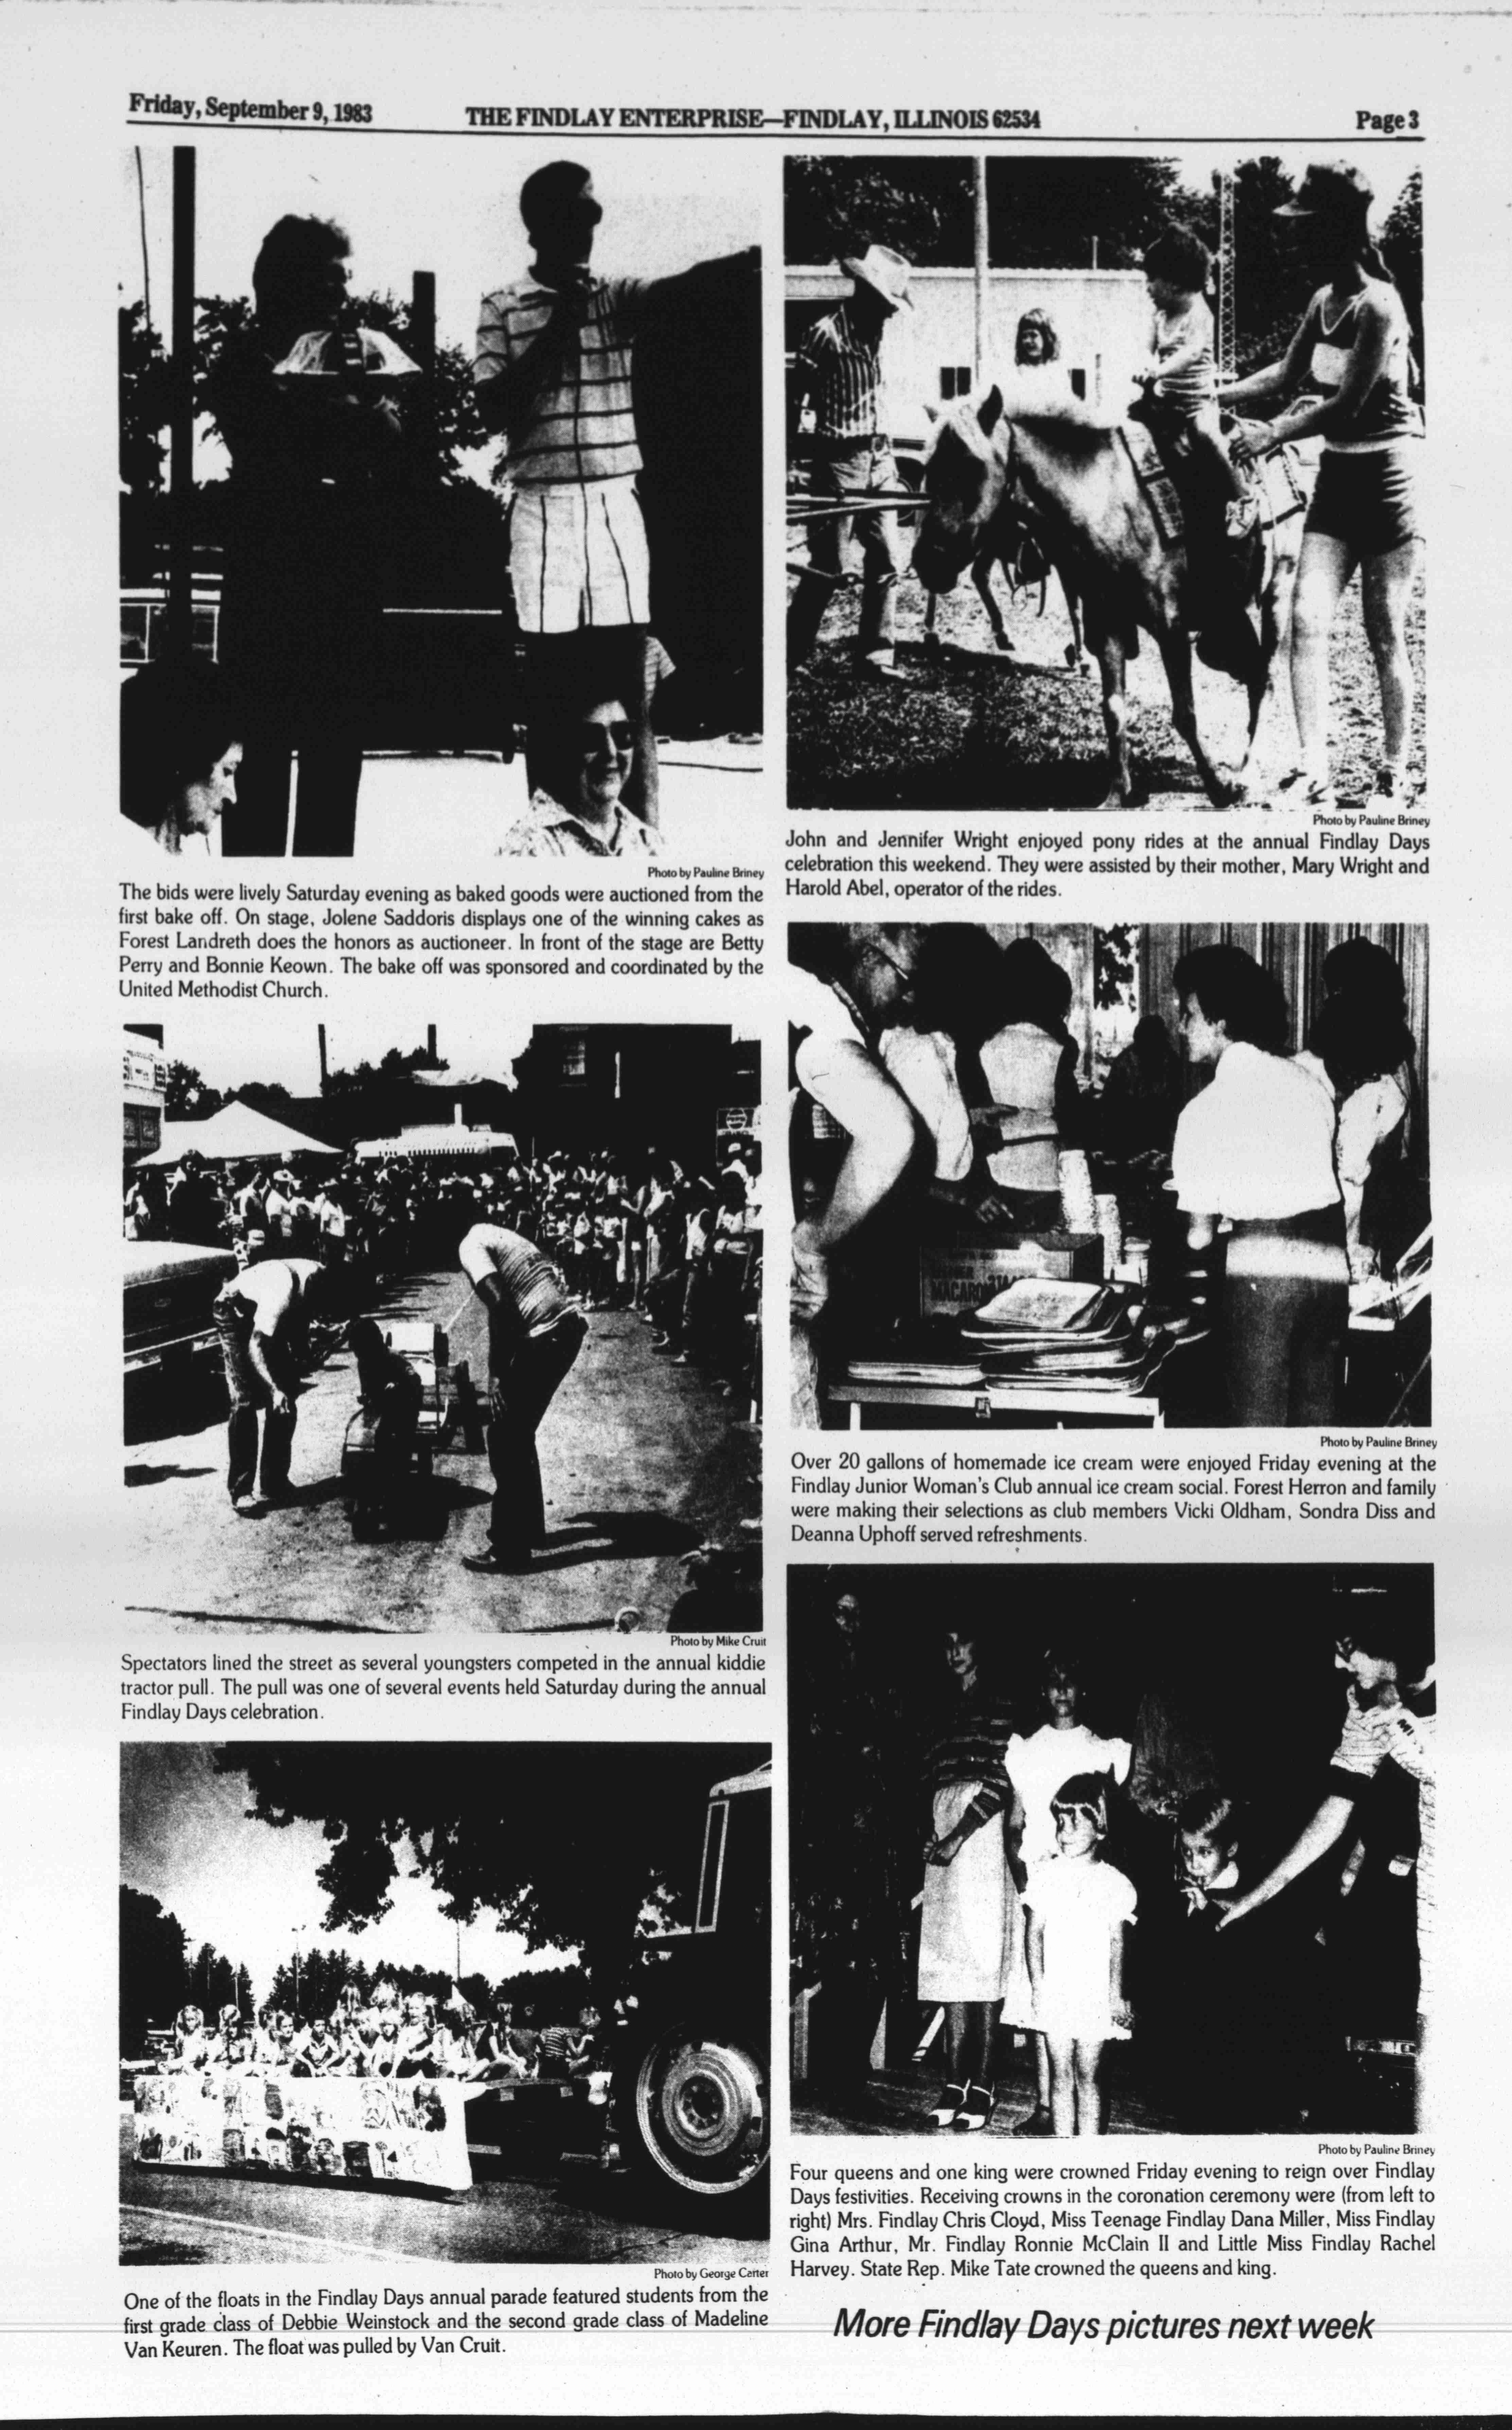 Friday, September 9, 1983
THE FINDLAY ENTERPRISE—FINDLAY, ILLINOIS 62534
Page 3
Photo by Pauline Briney
The bids were lively Saturday evening as baked goods were auctioned from the
first bake off. On stage, Jolene Saddoris displays one of the winning cakes as
Forest Landreth does the honors as auctioneer. In front of the stage are Betty
Perry and Bonnie Keown. The bake off was sponsored and coordinated by the
United Methodist Church.
Photo by Mike Cruit
Spectators lined the street as several youngsters competed in the annual kiddie
tractor pull. The pull was one of several events held Saturday during the annual
Findlay Days celebration.
Photo by George Carter
One of the floats in the Findlay Days annual parade featured students from the
first grade class of Debbie Weinstock and the second grade class of Madeline
Van Keuren. The float was pulled by Van Cruit.
Photo by Pauline Briney
John and Jennifer Wright enjoyed pony rides at the annual Findlay Days
celebration this weekend. They were assisted by their mother, Mary Wright and
Harold Abel, operator of the rides.
Photo by Pauline Briney
Over 20 gallons of homemade ice cream were enjoyed Friday evening at the
Findlay Junior Woman's Club annual ice cream social. Forest Herron and family
were making their selections as club members Vicki Oldham, Sondra Diss and
Deanna Uphoff served refreshments.
Photo by Pauline Briney
Four queens and one king were crowned Friday evening to reign over Findlay
Days festivities. Receiving crowns in the coronation ceremony were (from left to
right) Mrs. Findlay Chris Cloyd, Miss Teenage Findlay Dana Miller, Miss Findlay
Gina Arthur, Mr. Findlay Ronnie McClain II and Little Miss Findlay Rachel
Harvey. State Rep. Mike Tate crowned the queens and king.
More Findlay Days pictures next week